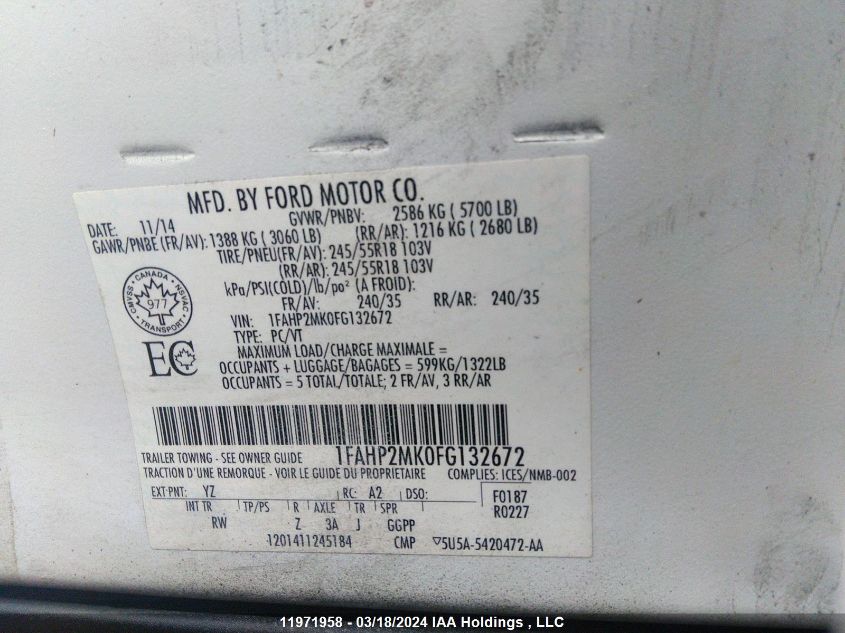 MFD. BY FORD MOTOR CO.
DATE: 11/14 GVWR/PNBV: 2586 KG ( 5700 LB)
GAWR/PNBE (FR/AV): 1388 KG ( 3060 LB) (RR/AR): 1216 KG ( 2680 LB)
TIRE/PNEU(FR/AV): 245/55R18 103V
(RR/AR): 245/55R18 103V
kPa/PSI(COLD)/lb/po² (A FROID):
FR/AV: 240/35 RR/AR: 240/35
CANADA
CMVSS 977 NSVAC
TRANSPORT
VIN: 1FAHP2MK0FG132672
TYPE: PC/VT
EC
MAXIMUM LOAD/CHARGE MAXIMALE =
OCCUPANTS + LUGGAGE/BAGAGES = 599KG/1322LB
OCCUPANTS = 5 TOTAL/TOTALE; 2 FR/AV, 3 RR/AR
TRAILER TOWING - SEE OWNER GUIDE 1FAHP2MK0FG132672
TRACTION D'UNE REMORQUE - VOIR LE GUIDE DU PROPRIETAIRE COMPLIES: ICES/NMB-002
EXT PNT: YZ RC: A2 DSO: F0187
INT TR TP/PS R AXLE TR SPR R0227
RW Z 3A J GGPP
1201411245184 CMP ▽5U5A-5420472-AA
11971958 - 03/18/2024 IAA Holdings , LLC